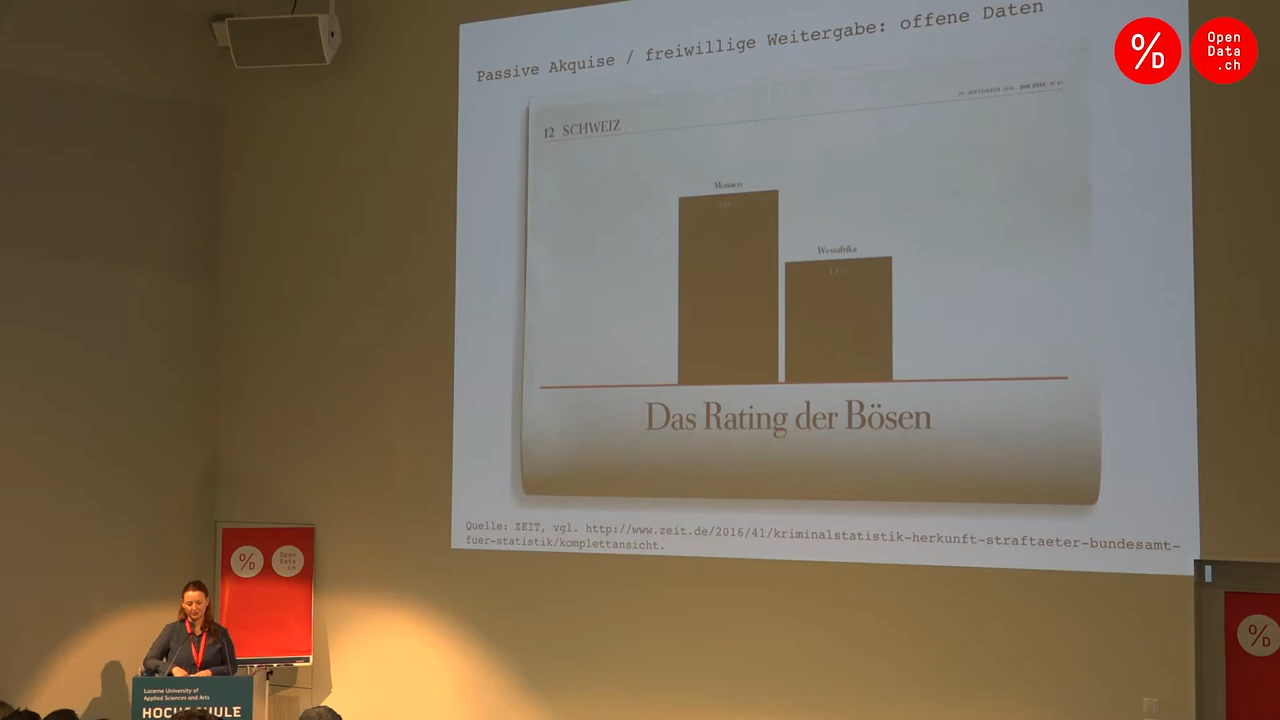 Passive Akquise / freiwillige Weitergabe: offene Daten
12 SCHWEIZ
DIE ZEIT
Monaco
Westafrika
Das Rating der Bösen
Quelle: ZEIT, vgl. http://www.zeit.de/2016/41/kriminalstatistik-herkunft-straftaeter-bundesamt-
fuer-statistik/komplettansicht.
%D
Open
Data
.ch
%D
Open
Data
.ch
Lucerne University of
Applied Sciences and Arts
%D